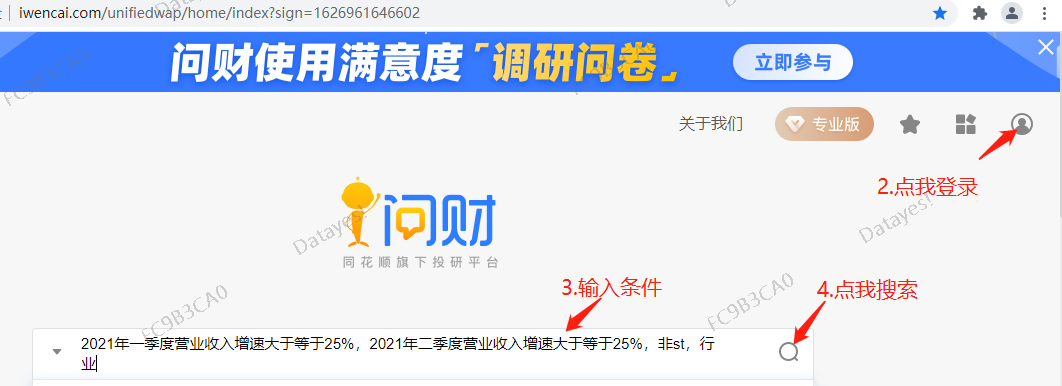 iwencai.com/unifiedwap/home/index?sign=1626961646602
问财使用满意度「调研问卷」
立即参与
关于我们
专业版
2.点我登录
问财
同花顺旗下投研平台
3.输入条件
4.点我搜索
2021年一季度营业收入增速大于等于25%，2021年二季度营业收入增速大于等于25%，非st，行
业
Datayes!
FC9B3CA0
Datayes!
Datayes!
FC9B3CA0
FC9B3CA0